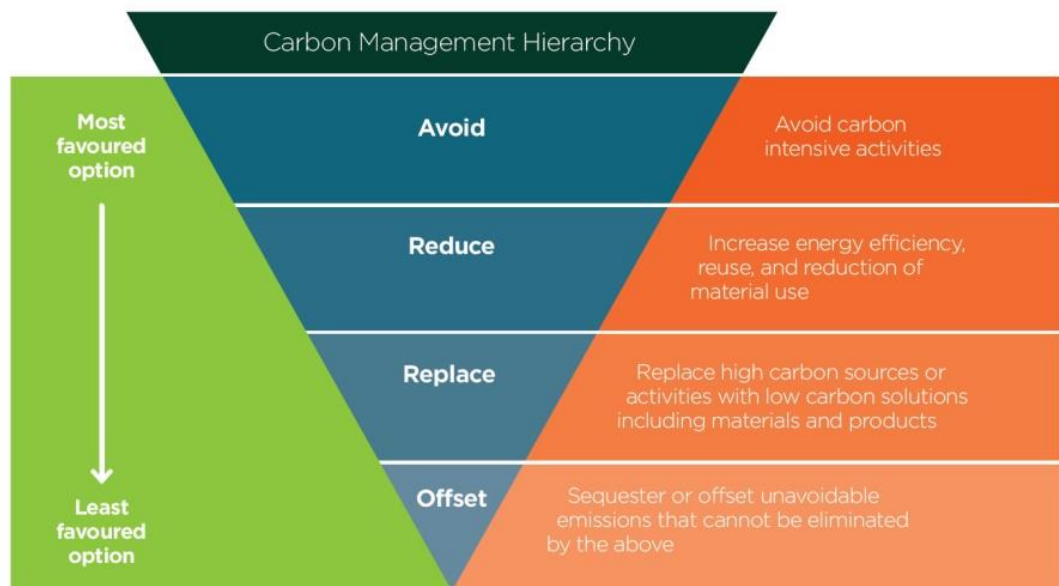 Carbon Management Hierarchy
Most
favoured
option
Avoid
Avoid carbon
intensive activities
Reduce
Increase energy efficiency,
reuse, and reduction of
material use
Replace
Replace high carbon sources or
activities with low carbon solutions
including materials and products
Least
favoured
option
Offset
Sequester or offset unavoidable
emissions that cannot be eliminated
by the above